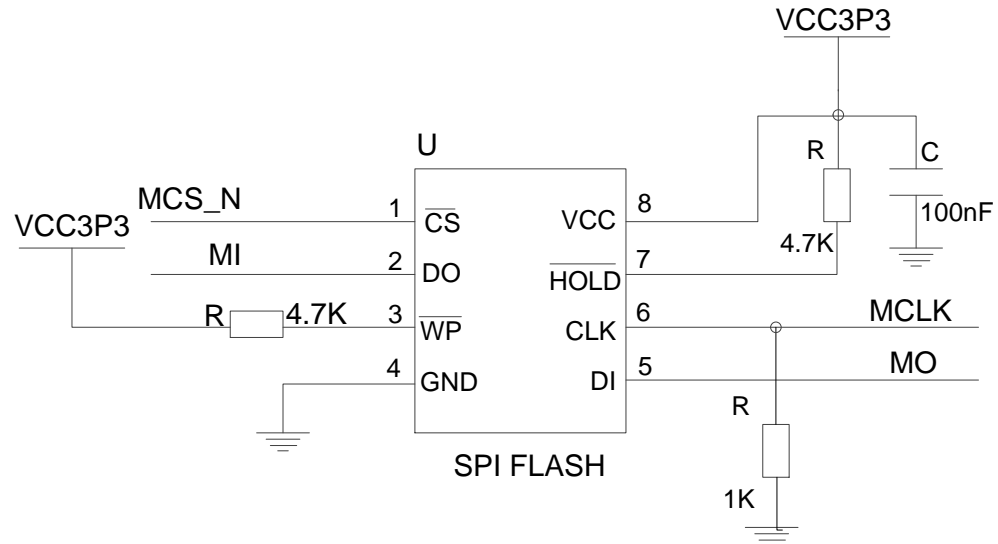 VCC3P3
U
R
C
MCS_N
1
CS
VCC
8
100nF
VCC3P3
MI
2
DO
HOLD
7
4.7K
R
4.7K
3
WP
CLK
6
MCLK
4
GND
DI
5
MO
R
SPI FLASH
1K